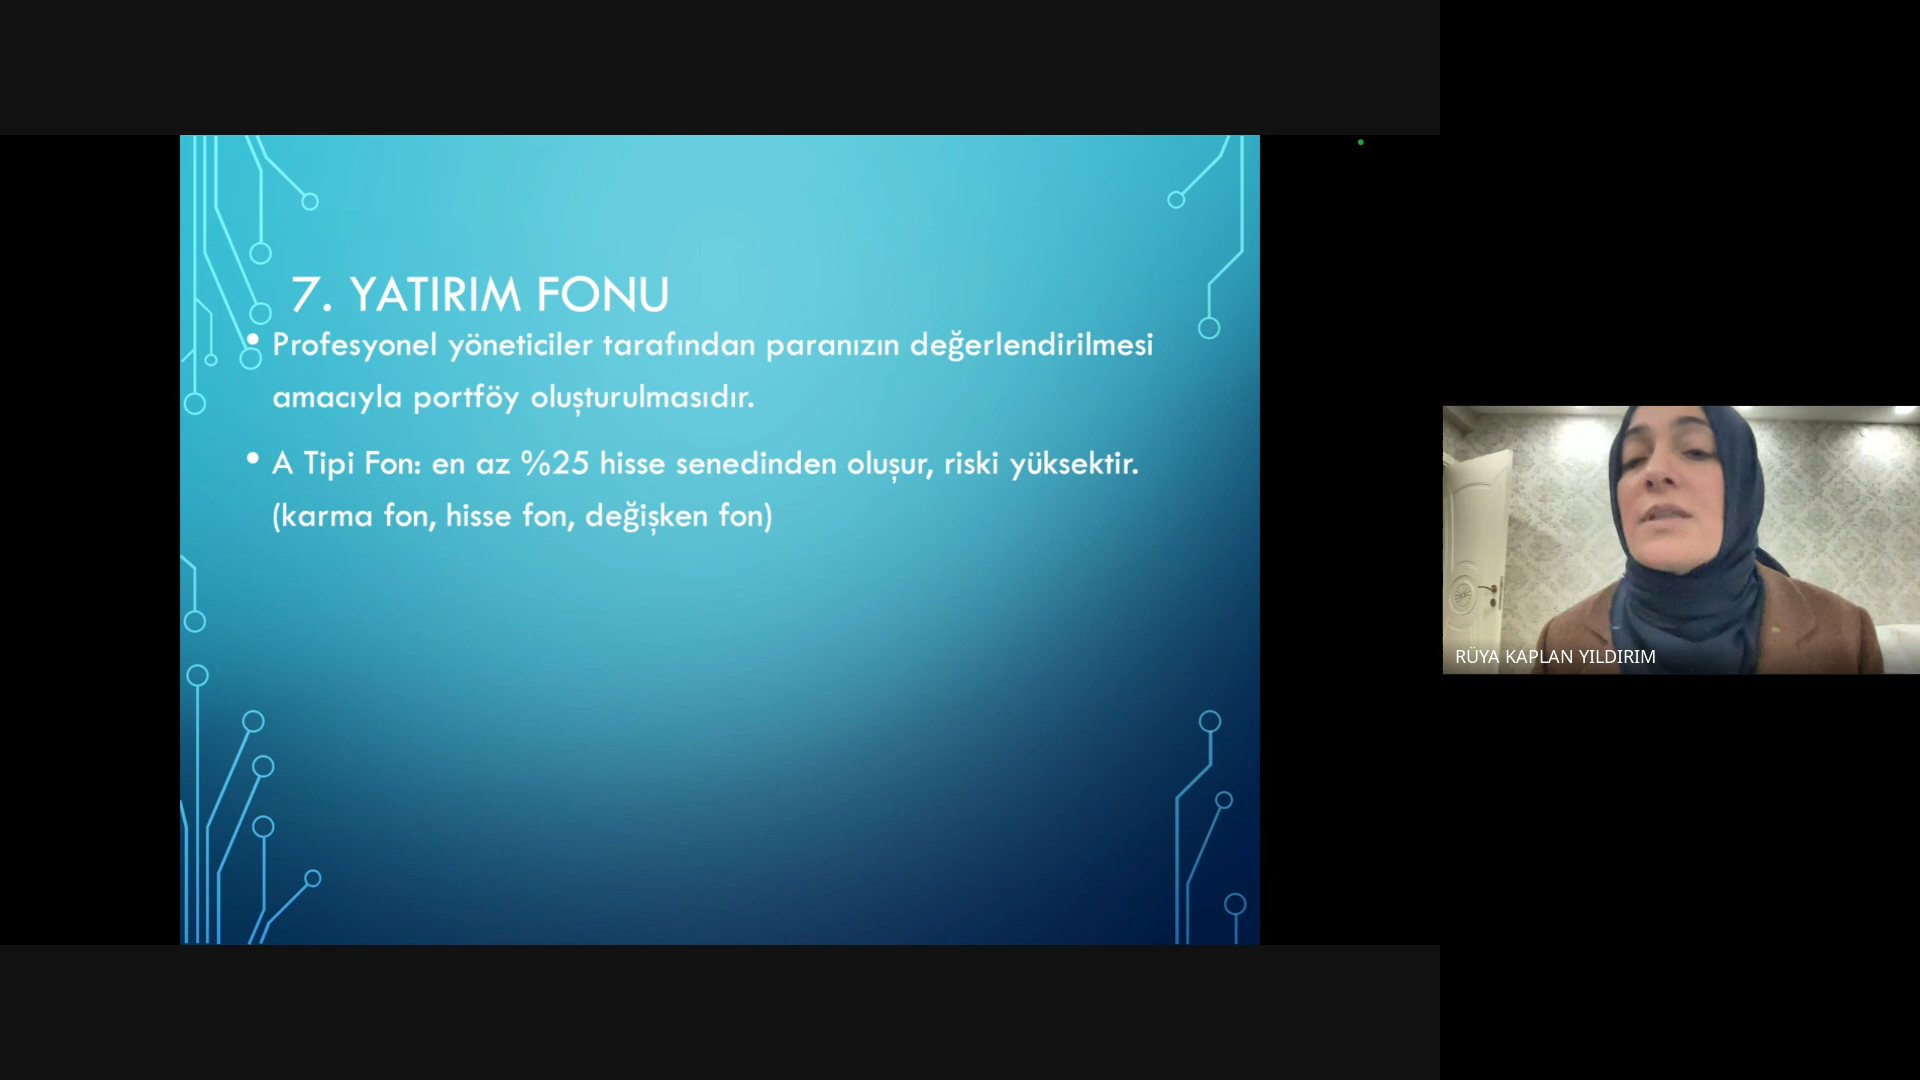 7. YATIRIM FONU
• Profesyonel yöneticiler tarafından paranızın değerlendirilmesi
amacıyla portföy oluşturulmasıdır.
• A Tipi Fon: en az %25 hisse senedinden oluşur, riski yüksektir.
(karma fon, hisse fon, değişken fon)
RÜYA KAPLAN YILDIRIM